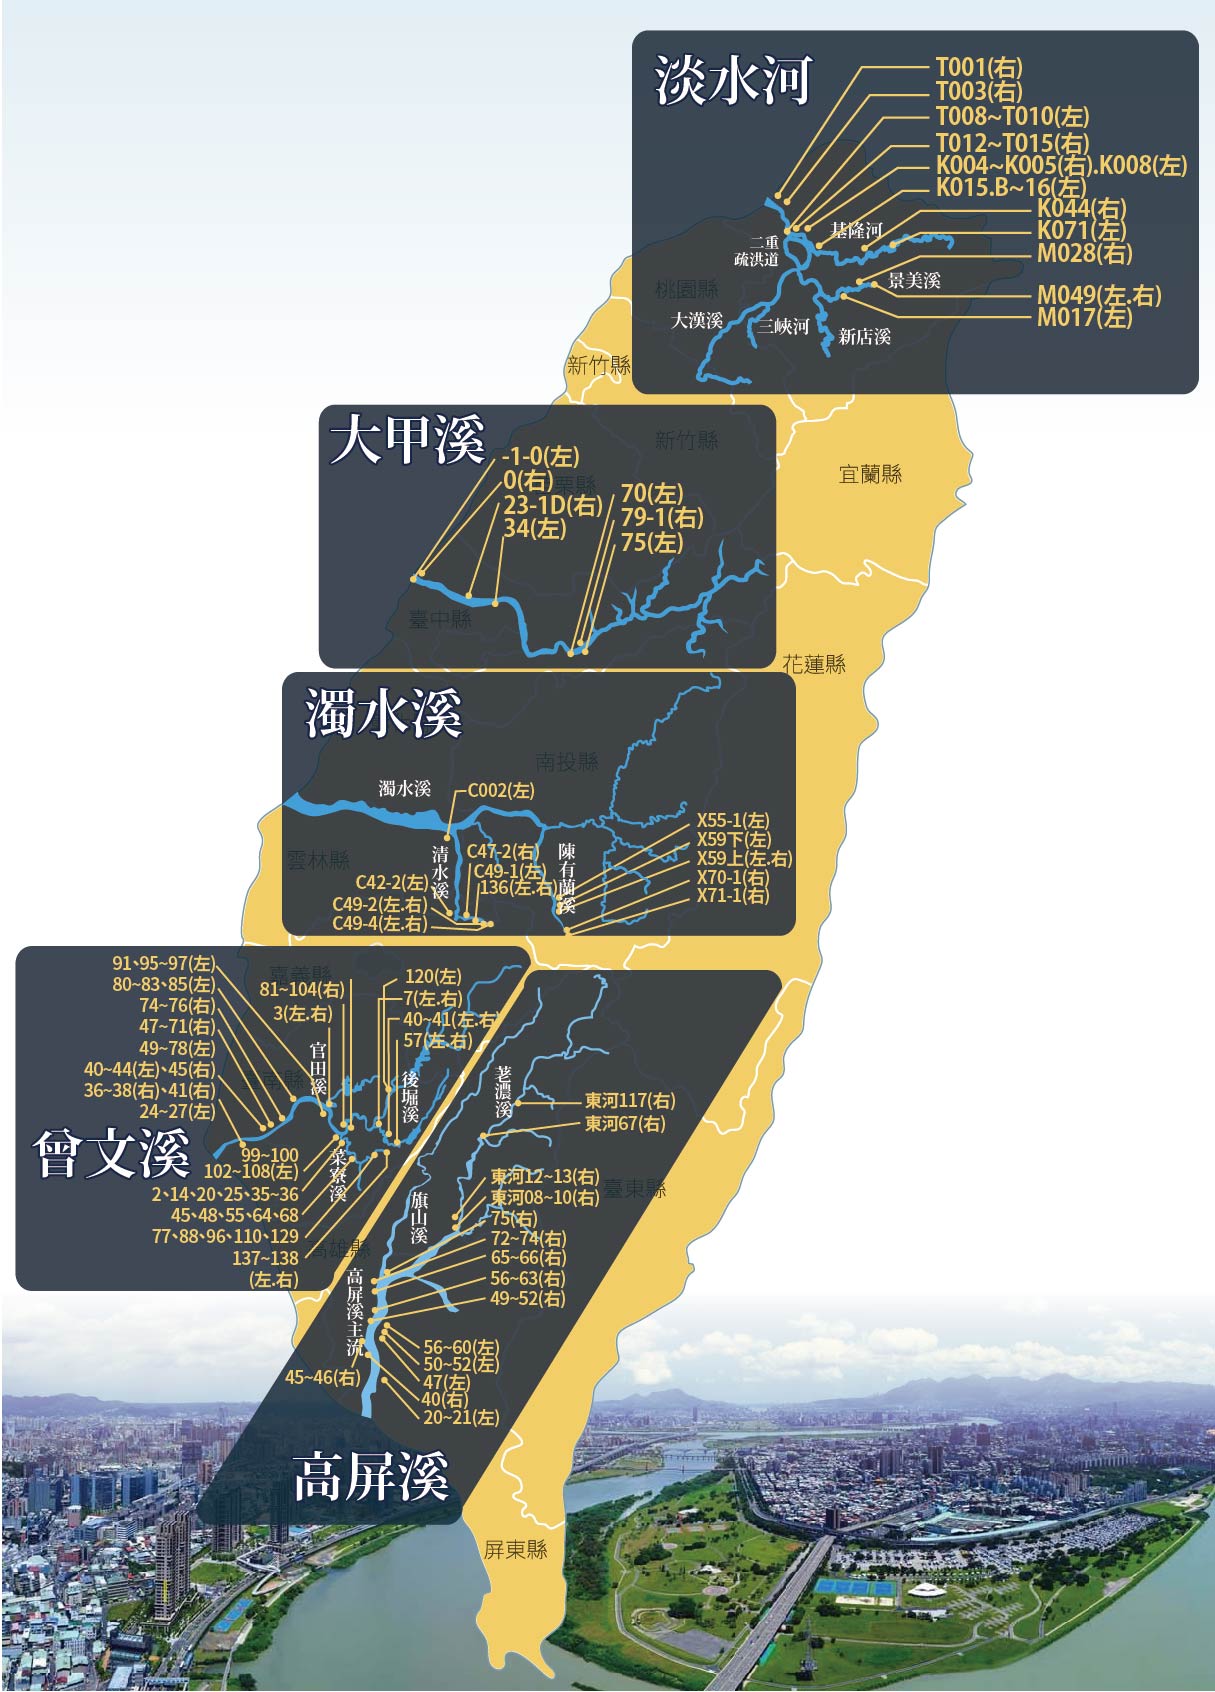 淡水河
T001(右)
T003(右)
T008~T010(左)
T012~T015(右)
K004~K005(右).K008(左)
K015.B~16(左)
K044(右)
K071(左)
M028(右)
M049(左.右)
M017(左)
基隆河
二重
疏洪道
景美溪
桃園縣
大漢溪
三峽河
新店溪
新竹縣
大甲溪
新竹縣
宜蘭縣
-1-0(左)
0(右)
23-1D(右)
34(左)
栗縣
70(左)
79-1(右)
75(左)
臺中縣
花蓮縣
濁水溪
南投縣
濁水溪
C002(左)
雲林縣
清水溪
C47-2(右)
C49-1(左)
136(左.右)
C42-2(左)
C49-2(左.右)
C49-4(左.右)
陳有蘭溪
X55-1(左)
X59下(左)
X59上(左.右)
X70-1(右)
X71-1(右)
91、95~97(左)
80~83、85(左)
74~76(右)
47~71(右)
49~78(左)
40~44(左)、45(右)
36~38(右)、41(右)
24~27(左)
嘉義縣
81~104(右)
3(左.右)
120(左)
7(左.右)
40~41(左.右)
57(左.右)
官田溪
臺南縣
後堀溪
曾文溪
99~100
102~108(左)
2、14、20、25、35~36
45、48、55、64、68
77、88、96、110、129
137~138
(左.右)
菜寮溪
高雄縣
荖濃溪
東河117(右)
東河67(右)
臺東縣
旗山溪
東河12~13(右)
東河08~10(右)
75(右)
72~74(右)
65~66(右)
56~63(右)
49~52(右)
高屏溪主流
45~46(右)
56~60(左)
50~52(左)
47(左)
40(右)
20~21(左)
高屏溪
屏東縣